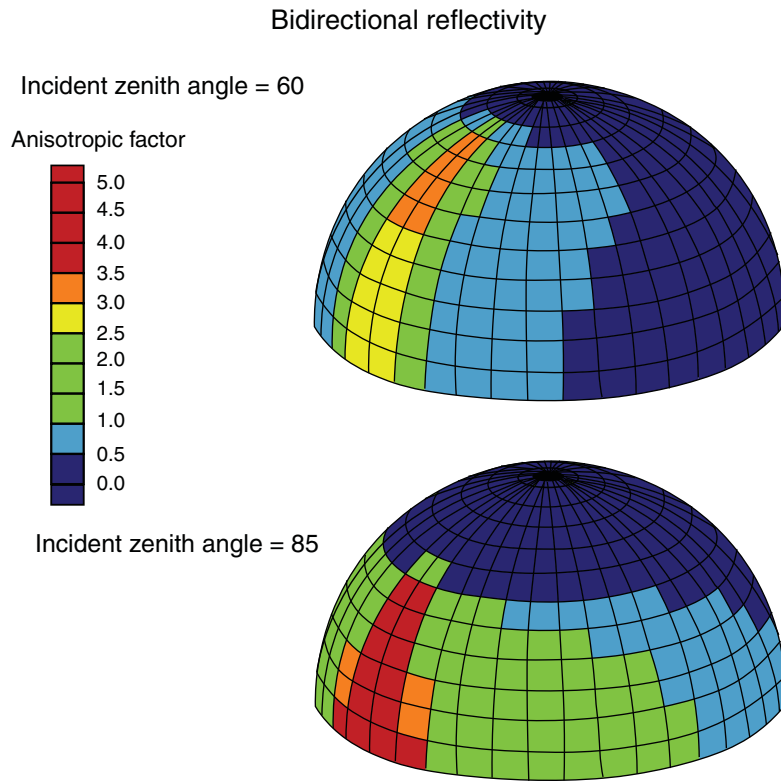 Bidirectional reflectivity
Incident zenith angle = 60
Anisotropic factor
5.0
4.5
4.0
3.5
3.0
2.5
2.0
1.5
1.0
0.5
0.0
Incident zenith angle = 85